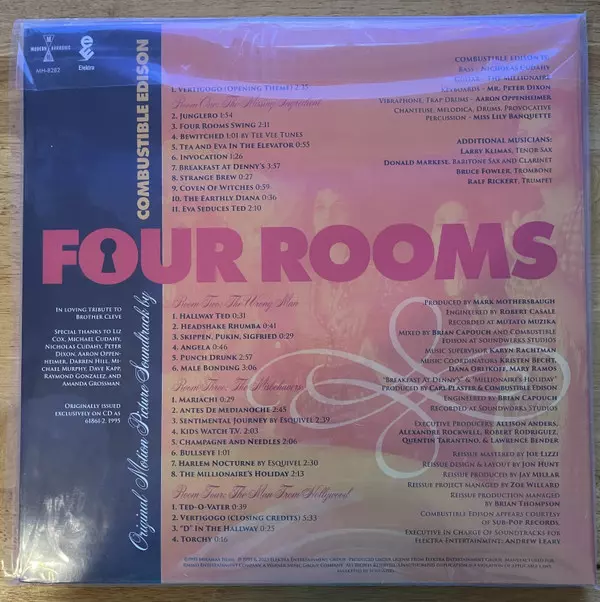 MODERN HARMONIC
MH-8282
Elektra
COMBUSTIBLE EDISON
Original Motion Picture Soundtrack by
FOUR ROOMS
1. Vertigogo (Opening Theme) 2:35
Room One: The Missing Ingredient
2. Junglero 1:54
3. Four Rooms Swing 2:11
4. Bewitched 1:01 by Tee Vee Tunes
5. Tea and Eva In The Elevator 0:55
6. Invocation 1:26
7. Breakfast at Denny's 3:37
8. Strange Brew 0:27
9. Coven Of Witches 0:59
10. The Earthly Diana 0:36
11. Eva Seduces Ted 2:10
Room Two: The Wrong Man
1. Hallway Ted 0:31
2. Headshake Rhumba 0:41
3. Skippen, Pukin, Sigfried 0:29
4. Angela 0:46
5. Punch Drunk 2:57
6. Male Bonding 3:06
Room Three: The Misbehavers
1. Mariachi 0:29
2. Antes De Medianoche 2:45
3. Sentimental Journey by Esquivel 2:39
4. Kids Watch T.V. 2:03
5. Champagne And Needles 2:06
6. Bullseye 1:01
7. Harlem Nocturne by Esquivel 2:30
8. The Millionaire's Holiday 2:13
Room Four: The Man From Hollywood
1. Ted-O-Vater 0:39
2. Vertigogo (Closing Credits) 5:33
3. "D" In The Hallway 0:25
4. Torchy 0:16
Combustible Edison is:
Bass - Nicholas Cudahy
Guitar - The Millionaire
Keyboards - Mr. Peter Dixon
Vibraphone, Trap Drums - Aaron Oppenheimer
Chanteuse, Melodica, Drums, Provocative
Percussion - Miss Lily Banquette
Additional Musicians:
Larry Klimas, Tenor Sax
Donald Markese, Baritone Sax and Clarinet
Bruce Fowler, Trombone
Ralf Rickert, Trumpet
Produced by Mark Mothersbaugh
Engineered by Robert Casale
Recorded at Mutato Muzika
Mixed by Brian Capouch and Combustible
Edison at Soundwerks Studios
Music Supervisor Karyn Rachtman
Music Coordinators Kristen Becht,
Dana Orlikoff, Mary Ramos
"Breakfast At Denny's" & "Millionaire's Holiday"
Produced by Carl Plaster & Combustible Edison
Engineered by Brian Capouch
Recorded at Soundwerks Studios
Executive Producers: Allison Anders,
Alexandre Rockwell, Robert Rodriguez,
Quentin Tarantino, & Lawrence Bender
Reissue Mastered by Joe Lizzi
Reissue Design & Layout by Jon Hunt
Reissue Produced by Jay Millar
Reissue Project Managed by Zoe Willard
Reissue Production Managed by
Brian Thompson
Combustible Edison appears courtesy
of Sub-Pop Records.
Executive In Charge Of Soundtracks for
Elektra Entertainment: Andrew Leary
In loving tribute to
Brother Cleve
Special thanks to Liz
Cox, Michael Cudahy,
Nicholas Cudahy, Peter
Dixon, Aaron Oppen-
heimer, Darren Hill, Mi-
chael Murphy, Dave Kapp,
Raymond Gonzalez, and
Amanda Grossman.
Originally issued
exclusively on CD as
61861-2, 1995